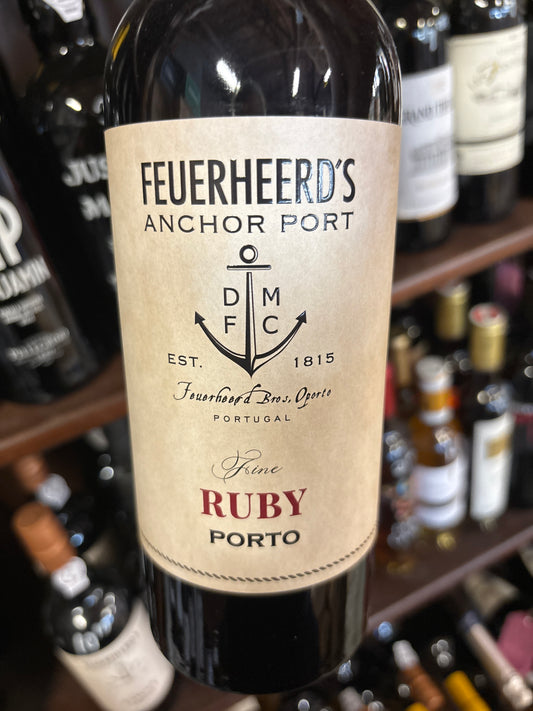 FEUERHEERD'S
ANCHOR PORT
D M
F C
EST. 1815
Feuerheerd Bros, Oporto
PORTUGAL
Fine
RUBY
PORTO